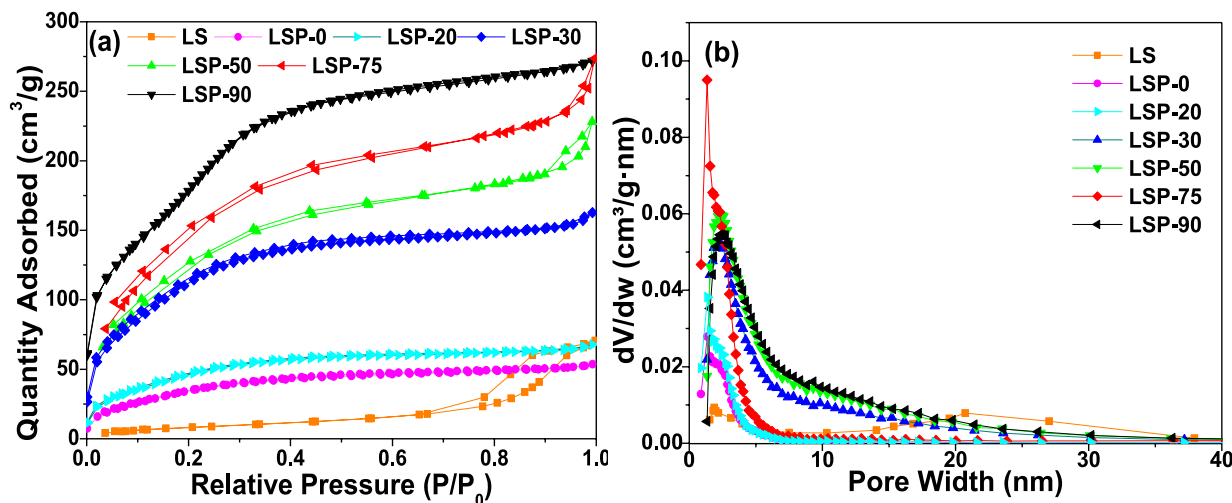 (a)
LS LSP-0 LSP-20 LSP-30
LSP-50 LSP-75
LSP-90
Quantity Adsorbed (cm³/g)
300
250
200
150
100
50
0
0.0 0.2 0.4 0.6 0.8 1.0
Relative Pressure (P/P₀)
(b)
LS
LSP-0
LSP-20
LSP-30
LSP-50
LSP-75
LSP-90
dV/dw (cm³/g·nm)
0.10
0.08
0.06
0.04
0.02
0.00
0 10 20 30 40
Pore Width (nm)